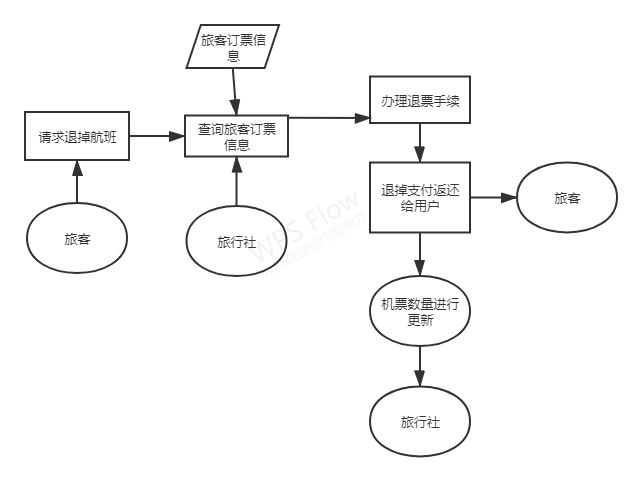 旅客订票信
息
请求退掉航班
查询旅客订票
信息
办理退票手续
退掉支付返还
给用户
旅客
旅客
旅行社
WPS Flow
机票数量进行
更新
旅行社